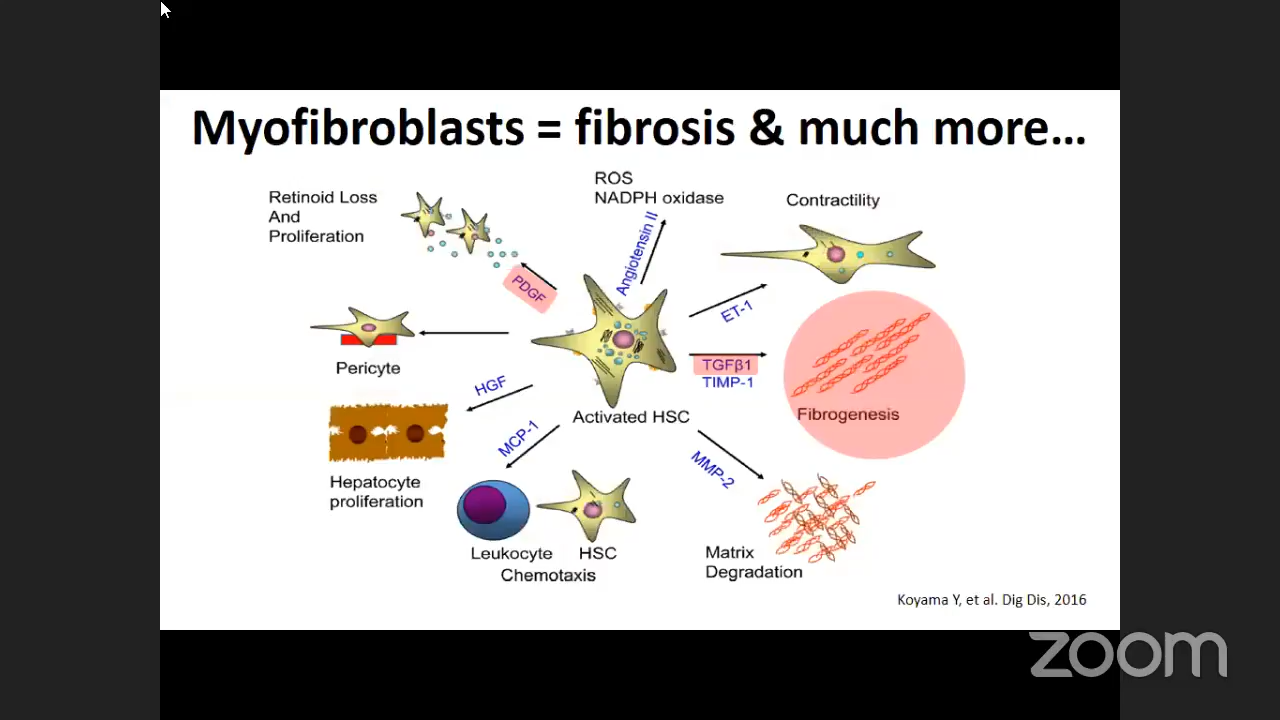 Myofibroblasts = fibrosis & much more...
Retinoid Loss
And
Proliferation
ROS
NADPH oxidase
Angiotensin II
Contractility
PDGF
ET-1
Pericyte
TGFβ1
TIMP-1
Fibrogenesis
HGF
Activated HSC
MCP-1
MMP-2
Hepatocyte
proliferation
Leukocyte HSC
Chemotaxis
Matrix
Degradation
Koyama Y, et al. Dig Dis, 2016
zoom